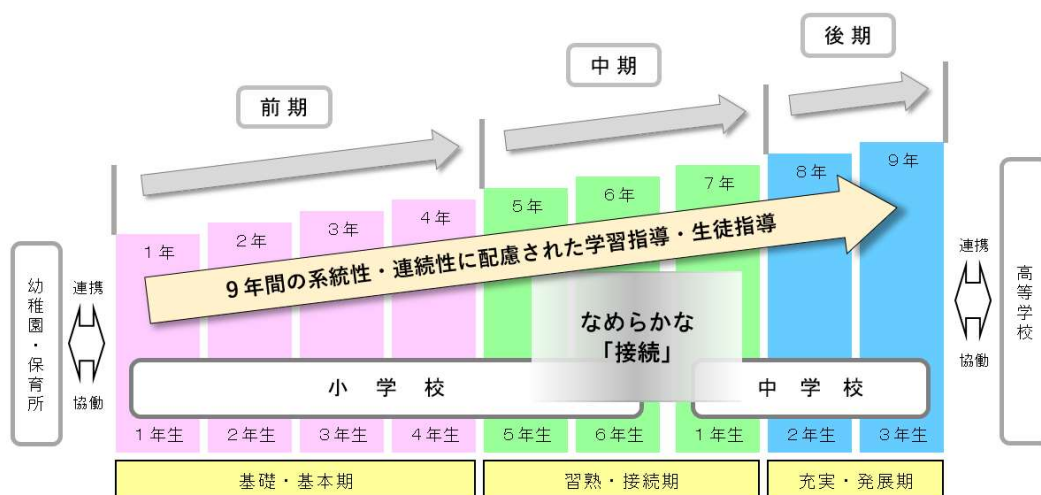 前期
中期
後期
1年
2年
3年
4年
5年
6年
7年
8年
9年
9年間の系統性・連続性に配慮された学習指導・生徒指導
幼稚園・保育所
連携
協働
なめらかな
「接続」
連携
協働
高等学校
小学校
中学校
1年生
2年生
3年生
4年生
5年生
6年生
1年生
2年生
3年生
基礎・基本期
習熟・接続期
充実・発展期